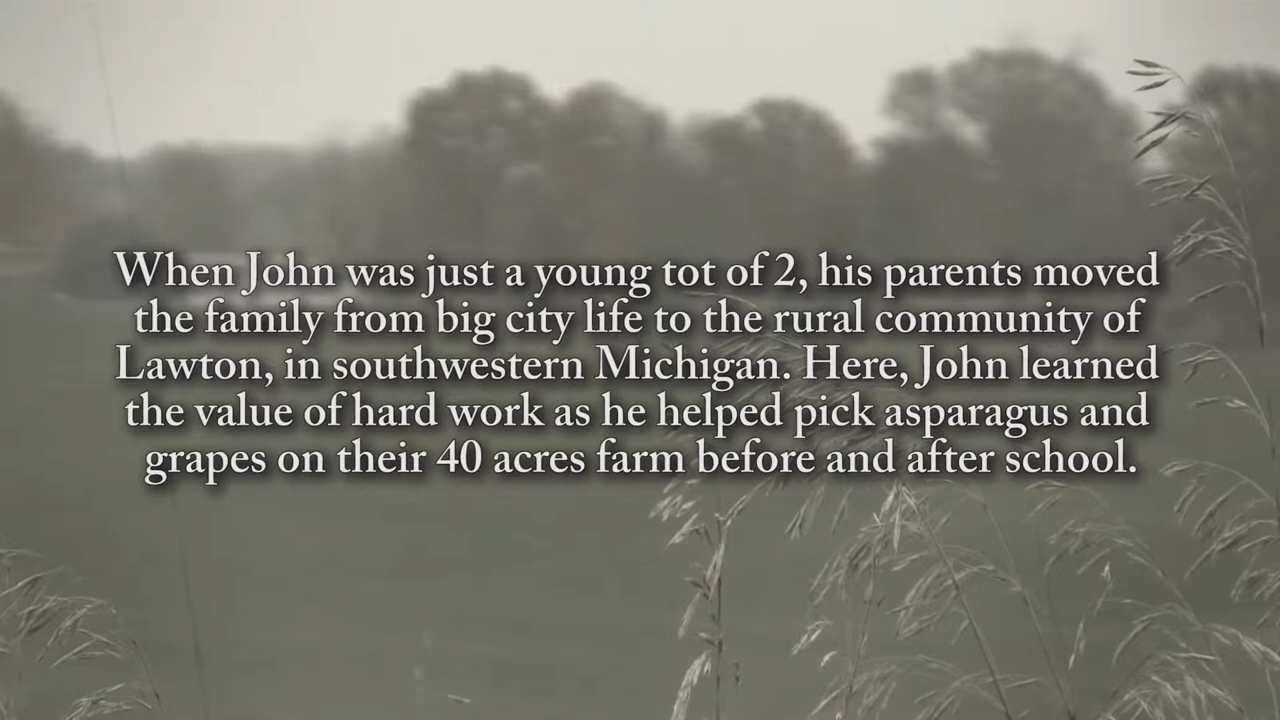 When John was just a young tot of 2, his parents moved
the family from big city life to the rural community of
Lawton, in southwestern Michigan. Here, John learned
the value of hard work as he helped pick asparagus and
grapes on their 40 acres farm before and after school.